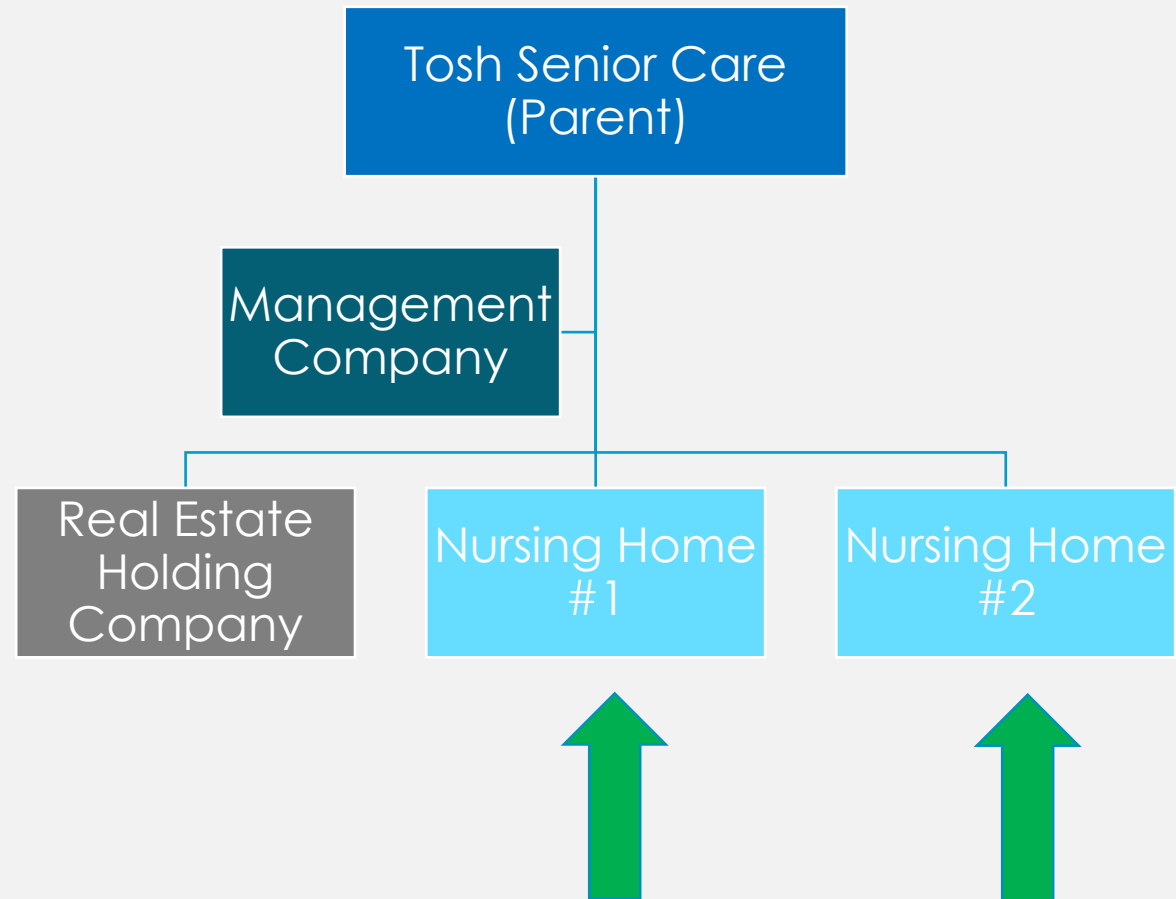 Tosh Senior Care
(Parent)
Management
Company
Real Estate
Holding
Company
Nursing Home
#1
Nursing Home
#2